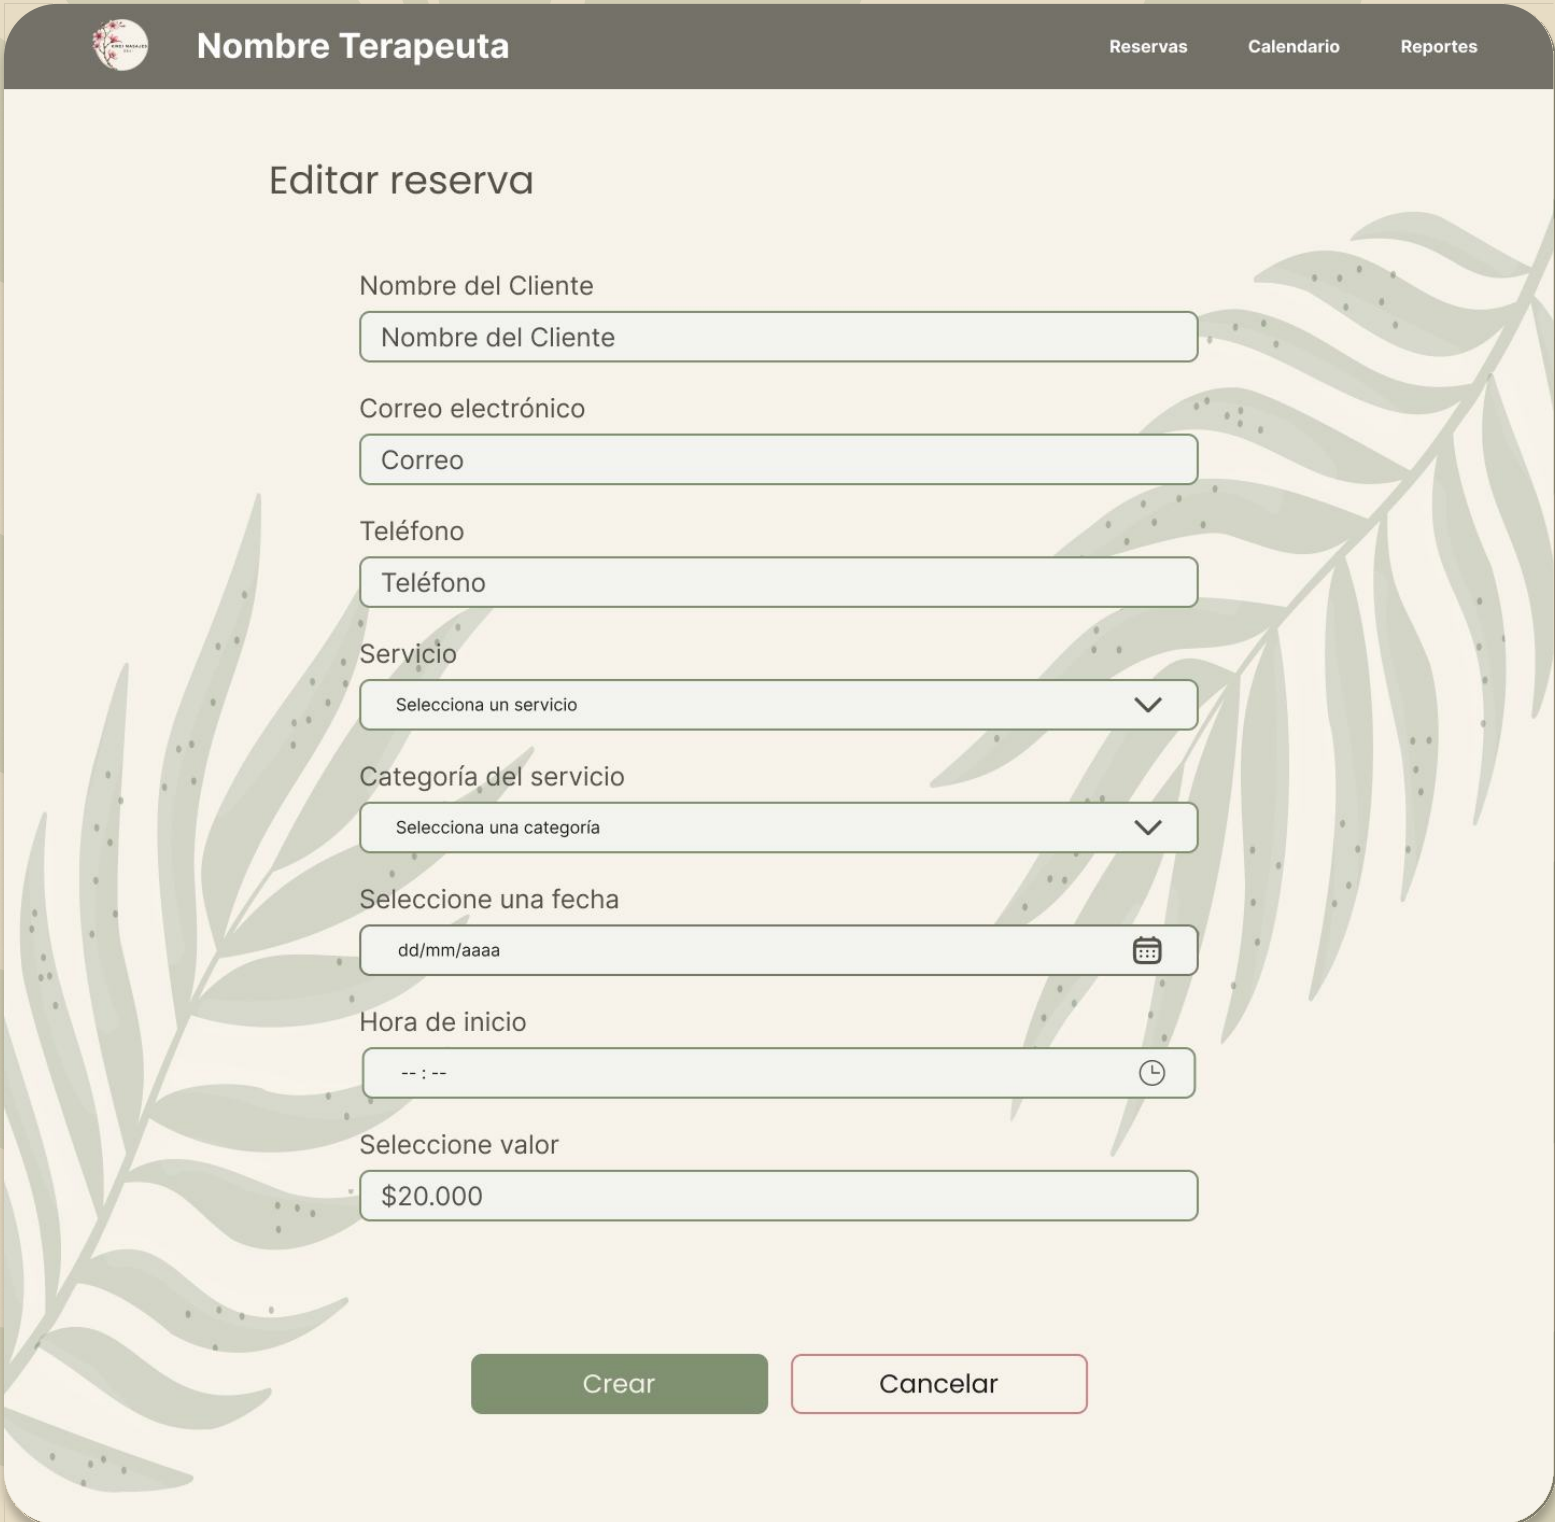 Nombre Terapeuta
Reservas
Calendario
Reportes
Editar reserva
Nombre del Cliente
Nombre del Cliente
Correo electrónico
Correo
Teléfono
Teléfono
Servicio
Selecciona un servicio
Categoría del servicio
Selecciona una categoría
Seleccione una fecha
dd/mm/aaaa
Hora de inicio
-- : --
Seleccione valor
$20.000
Crear
Cancelar